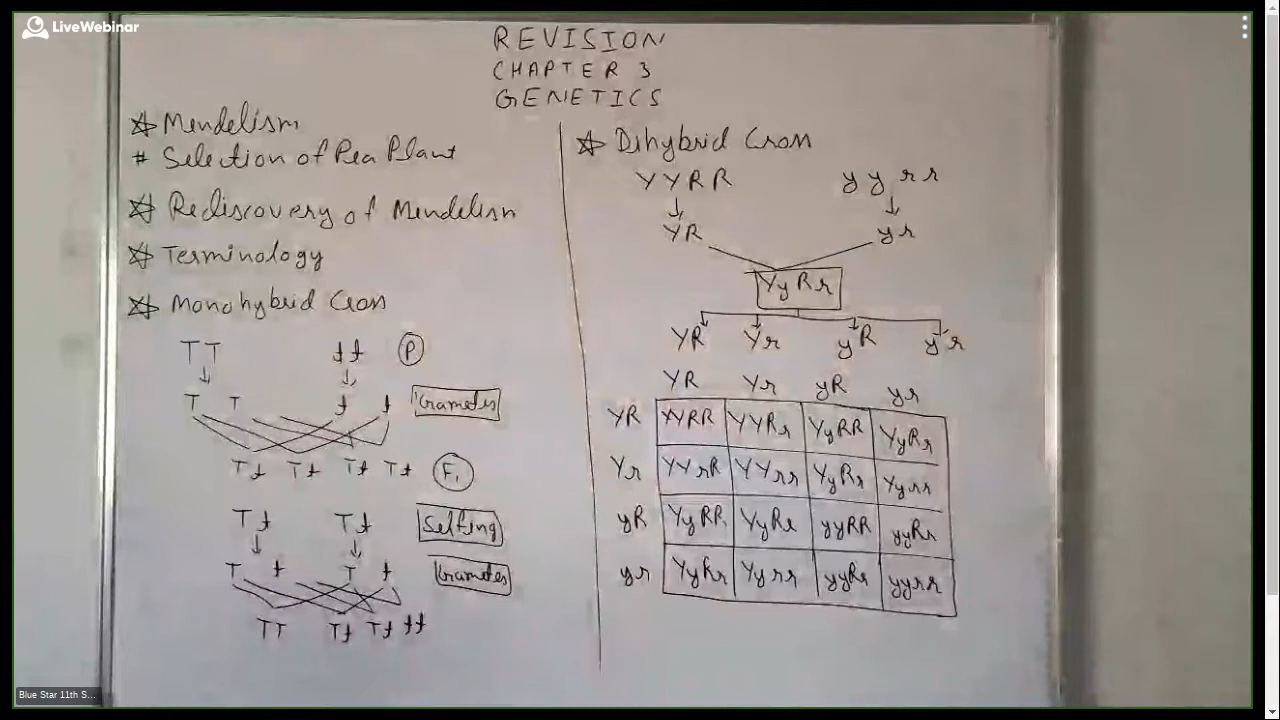 LiveWebinar
REVISION
CHAPTER 3
GENETICS
Mendelism
# Selection of Pea Plant
Rediscovery of Mendelism
Terminology
Monohybrid Cross
TT tt P
T T t t Gametes
Tt Tt Tt Tt F1
Tt Tt Selfing
T t T t Gametes
TT Tt Tt tt
Dihybrid Cross
YYRR yyrr
YR yr
YyRr
YR Yr yR yr
YR Yr yR yr
YR YYRR YYRr YyRR YyRr
Yr YYrR YYrr YyRr Yyrr
yR YyRR YyRr yyRR yyRr
yr YyRr Yyrr yyRr yyrr
Blue Star 11th S...